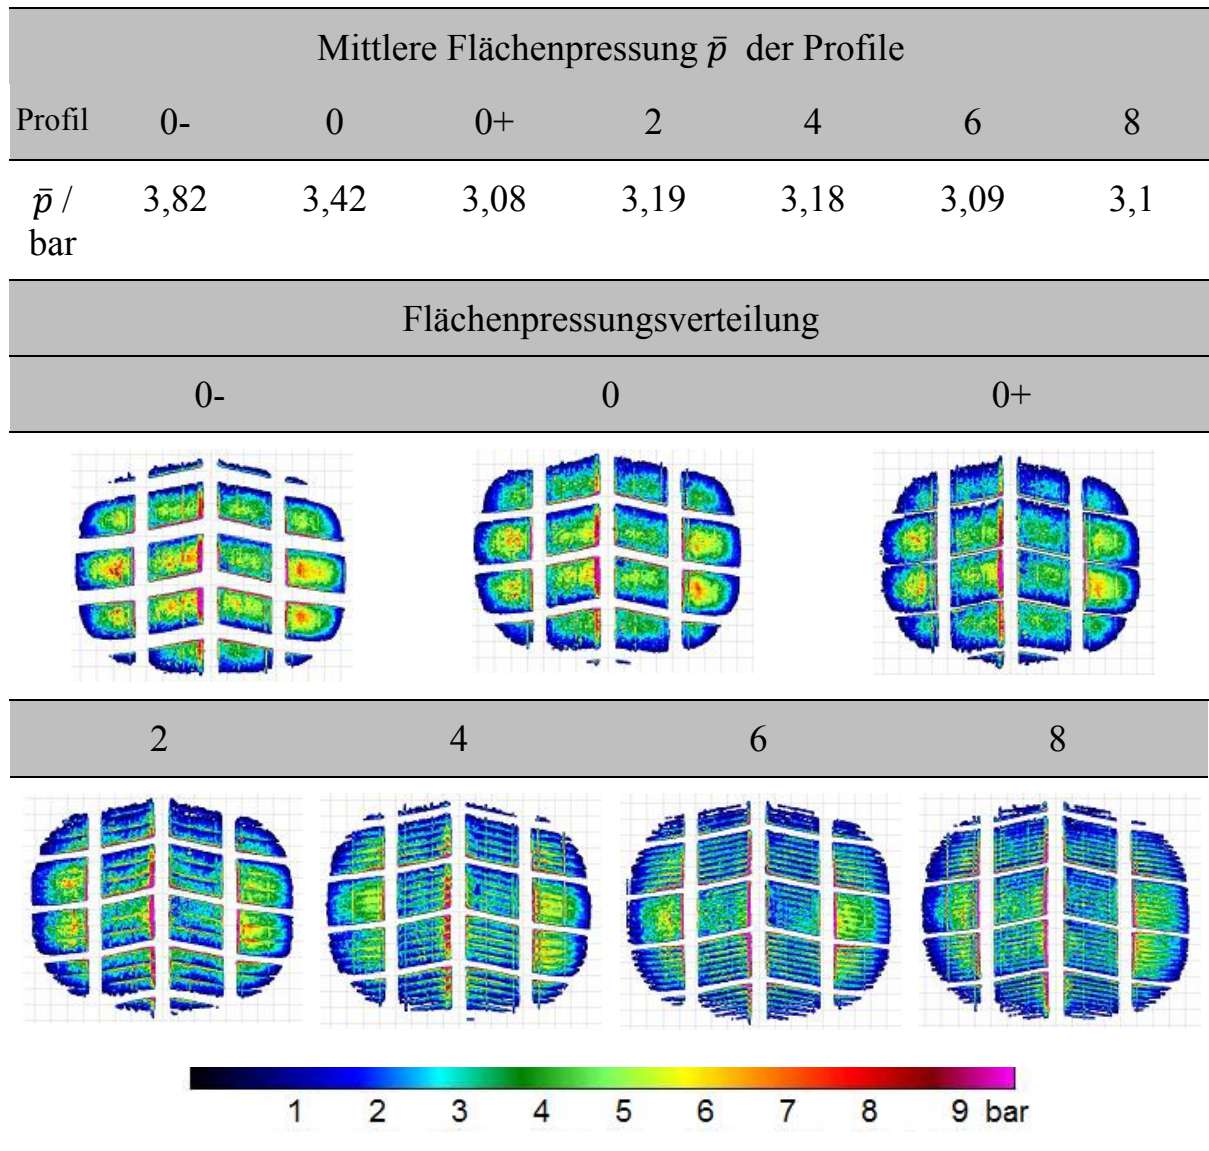 Mittlere Flächenpressung p̄ der Profile
Profil 0- 0 0+ 2 4 6 8
p̄ / 3,82 3,42 3,08 3,19 3,18 3,09 3,1
bar
Flächenpressungsverteilung
0- 0 0+
2 4 6 8
1 2 3 4 5 6 7 8 9 bar